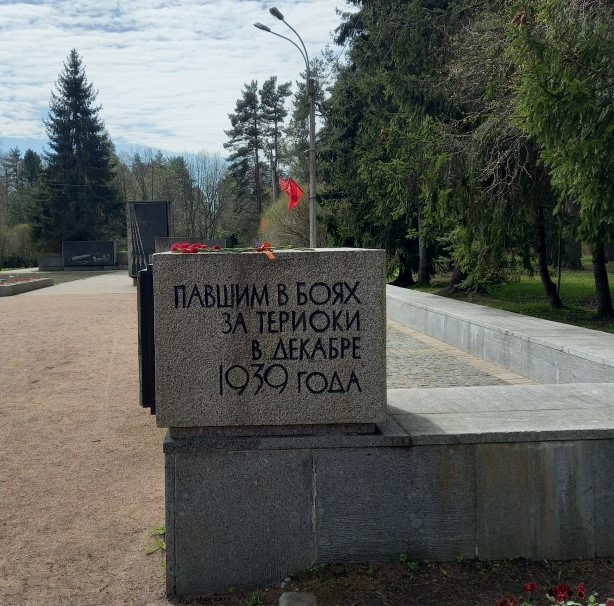 ПАВШИМ В БОЯХ
ЗА ТЕРИОКИ
В ДЕКАБРЕ
1939 ГОДА